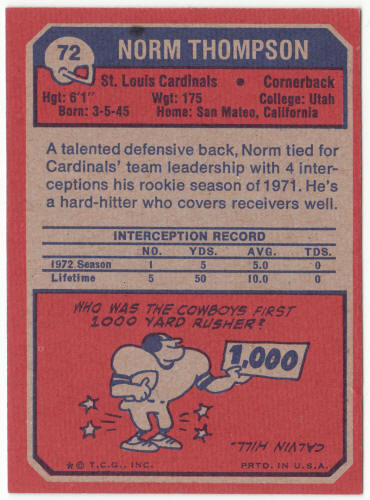 72
NORM THOMPSON
St. Louis Cardinals • Cornerback
Hgt: 6'1" Wgt: 175 College: Utah
Born: 3-5-45 Home: San Mateo, California
A talented defensive back, Norm tied for
Cardinals' team leadership with 4 inter-
ceptions his rookie season of 1971. He's
a hard-hitter who covers receivers well.
INTERCEPTION RECORD
NO. YDS. AVG. TDS.
1972 Season 1 5 5.0 0
Lifetime 5 50 10.0 0
WHO WAS THE COWBOYS FIRST
1000 YARD RUSHER?
1,000
CALVIN HILL.
*© T.C.G., INC. PRTD. IN U.S.A.